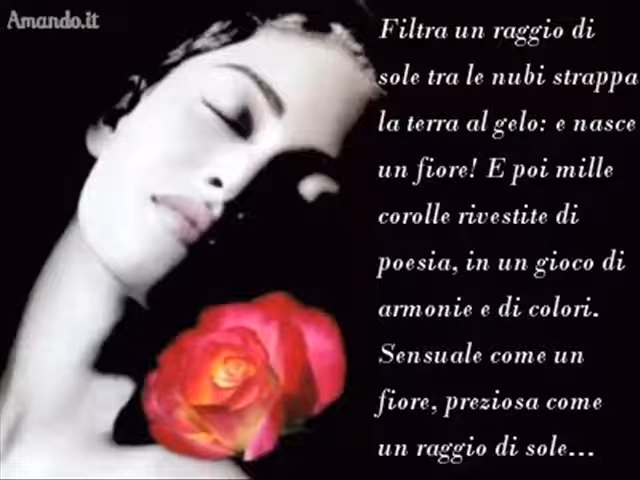 Amando.it
Filtra un raggio di
sole tra le nubi strappa
la terra al gelo: e nasce
un fiore! E poi mille
corolle rivestite di
poesia, in un gioco di
armonie e di colori.
Sensuale come un
fiore, preziosa come
un raggio di sole...